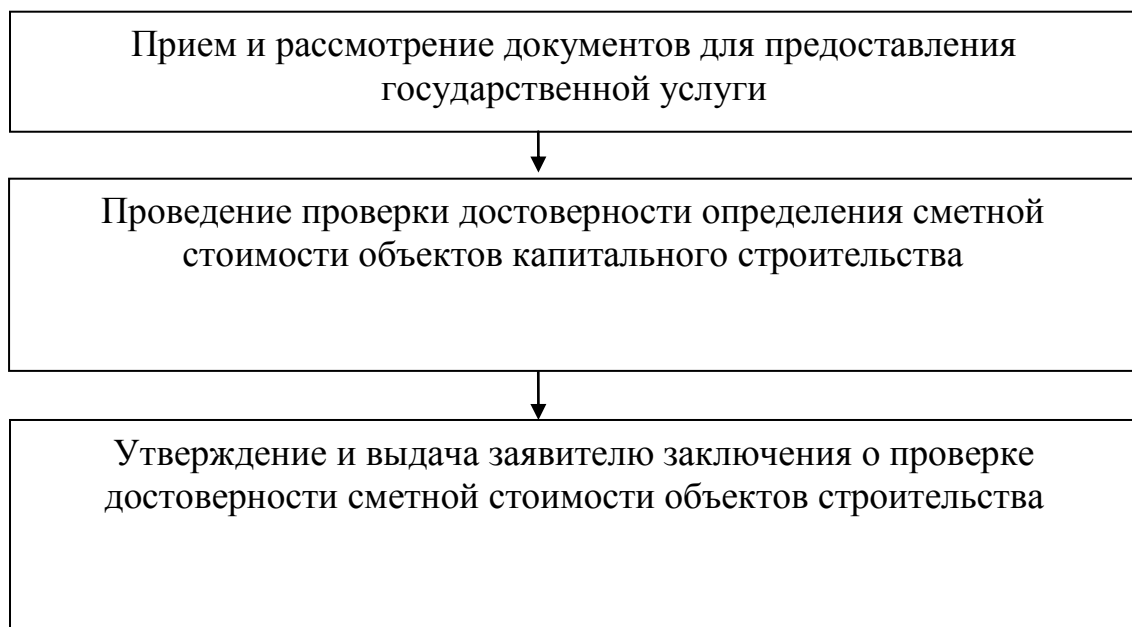 Прием и рассмотрение документов для предоставления
государственной услуги
Проведение проверки достоверности определения сметной
стоимости объектов капитального строительства
Утверждение и выдача заявителю заключения о проверке
достоверности сметной стоимости объектов строительства